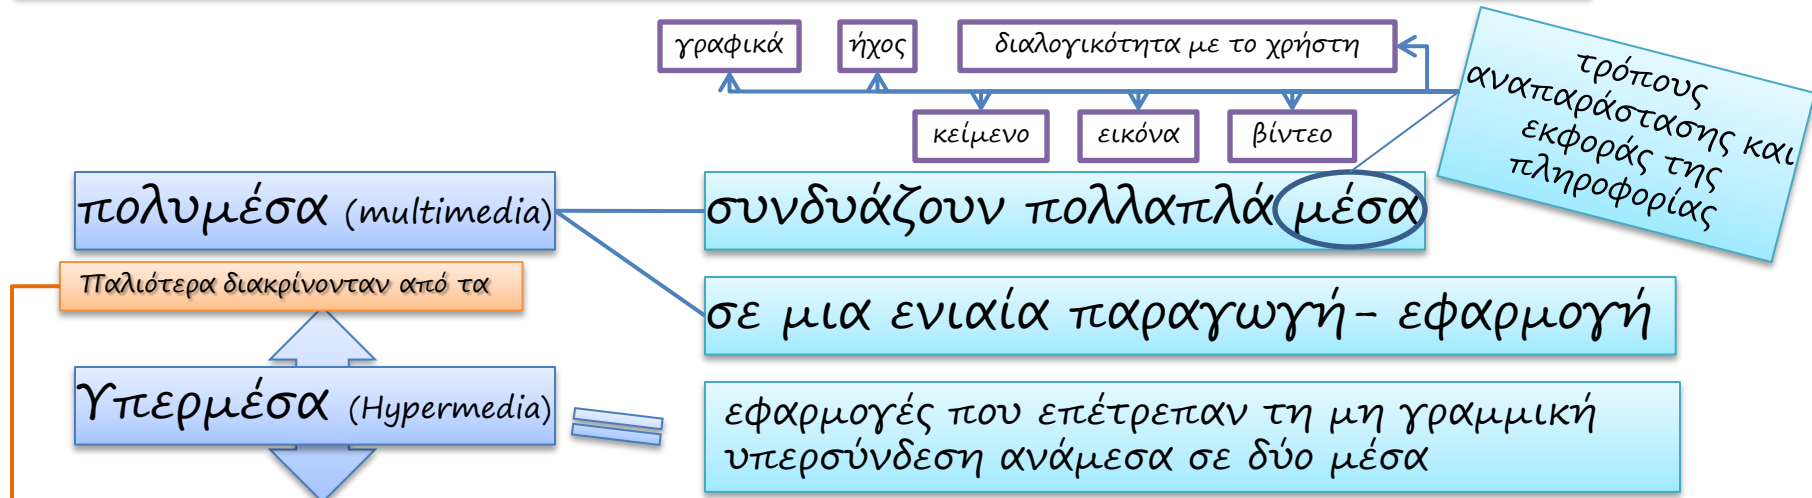 γραφικά
ήχος
διαλογικότητα με το χρήστη
κείμενο
εικόνα
βίντεο
τρόπους
αναπαράστασης και
εκφοράς της
πληροφορίας
πολυμέσα (multimedia)
συνδυάζουν πολλαπλά μέσα
Παλιότερα διακρίνονταν από τα
σε μια ενιαία παραγωγή- εφαρμογή
Υπερμέσα (Hypermedia)
εφαρμογές που επέτρεπαν τη μη γραμμική
υπερσύνδεση ανάμεσα σε δύο μέσα